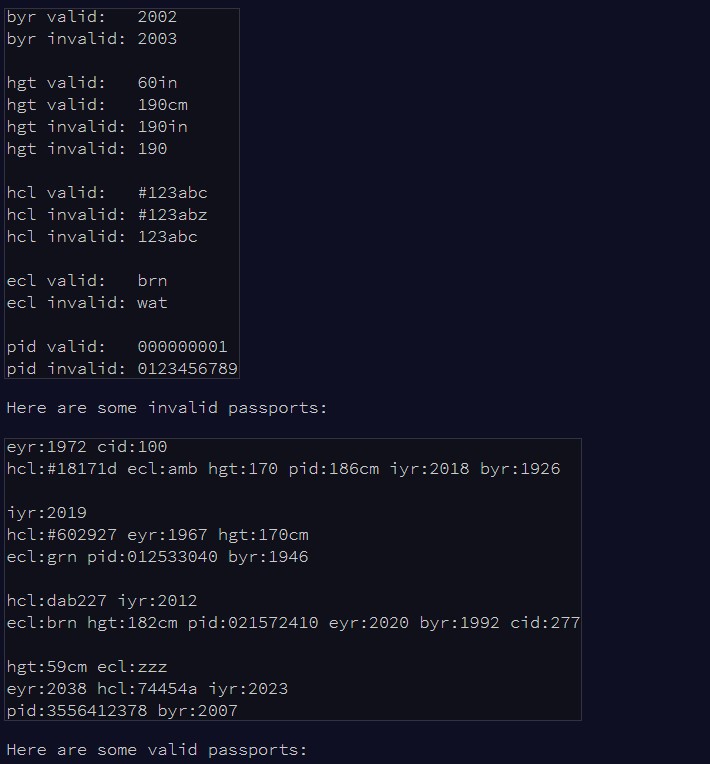 byr valid:   2002
byr invalid: 2003

hgt valid:   60in
hgt valid:   190cm
hgt invalid: 190in
hgt invalid: 190

hcl valid:   #123abc
hcl invalid: #123abz
hcl invalid: 123abc

ecl valid:   brn
ecl invalid: wat

pid valid:   000000001
pid invalid: 0123456789

Here are some invalid passports:

eyr:1972 cid:100
hcl:#18171d ecl:amb hgt:170 pid:186cm iyr:2018 byr:1926

iyr:2019
hcl:#602927 eyr:1967 hgt:170cm
ecl:grn pid:012533040 byr:1946

hcl:dab227 iyr:2012
ecl:brn hgt:182cm pid:021572410 eyr:2020 byr:1992 cid:277

hgt:59cm ecl:zzz
eyr:2038 hcl:74454a iyr:2023
pid:3556412378 byr:2007

Here are some valid passports: